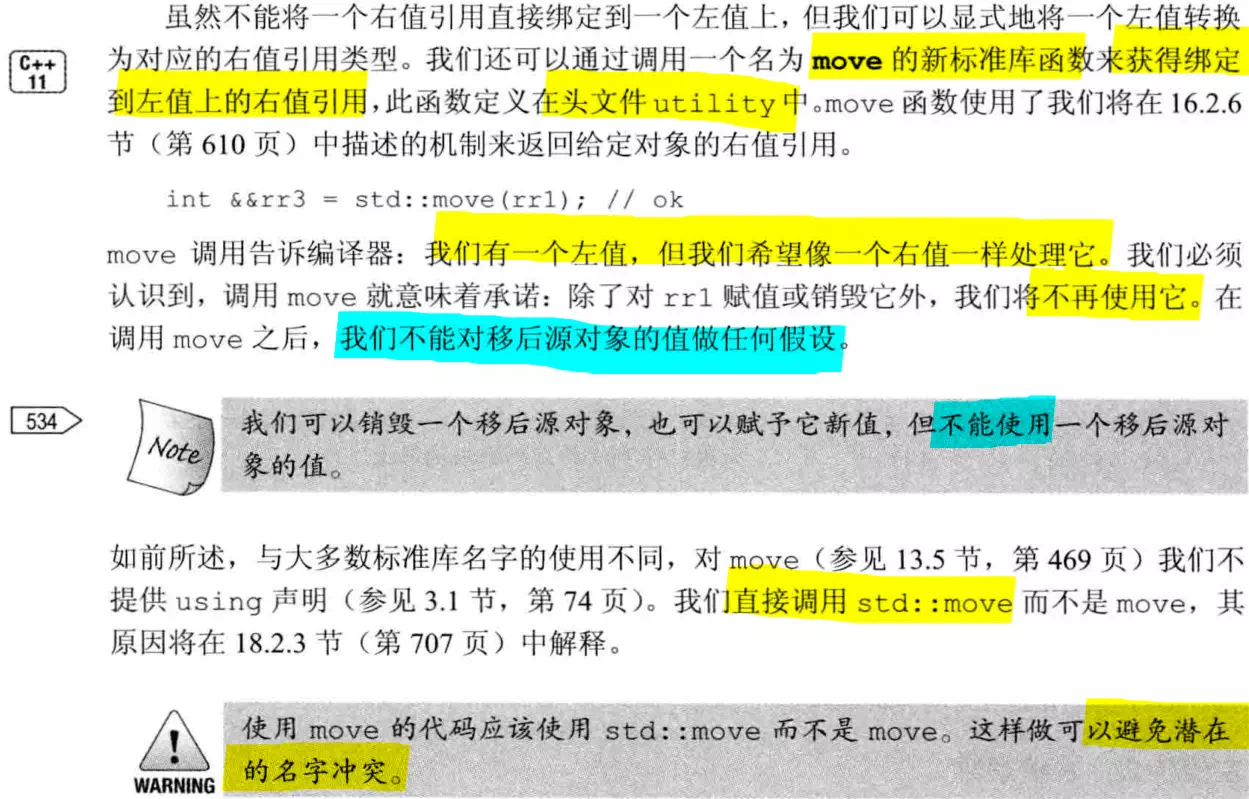 虽然不能将一个右值引用直接绑定到一个左值上，但我们可以显式地将一个左值转换
C++
11
为对应的右值引用类型。我们还可以通过调用一个名为 move 的新标准库函数来获得绑定
到左值上的右值引用，此函数定义在头文件 utility 中。move 函数使用了我们将在 16.2.6
节（第 610 页）中描述的机制来返回给定对象的右值引用。
int &&rr3 = std::move(rr1); // ok
move 调用告诉编译器：我们有一个左值，但我们希望像一个右值一样处理它。我们必须
认识到，调用 move 就意味着承诺：除了对 rr1 赋值或销毁它外，我们将不再使用它。在
调用 move 之后，我们不能对移后源对象的值做任何假设。
534
Note
我们可以销毁一个移后源对象，也可以赋予它新值，但不能使用一个移后源对
象的值。
如前所述，与大多数标准库名字的使用不同，对 move（参见 13.5 节，第 469 页）我们不
提供 using 声明（参见 3.1 节，第 74 页）。我们直接调用 std::move 而不是 move，其
原因将在 18.2.3 节（第 707 页）中解释。
WARNING
使用 move 的代码应该使用 std::move 而不是 move。这样做可以避免潜在
的名字冲突。